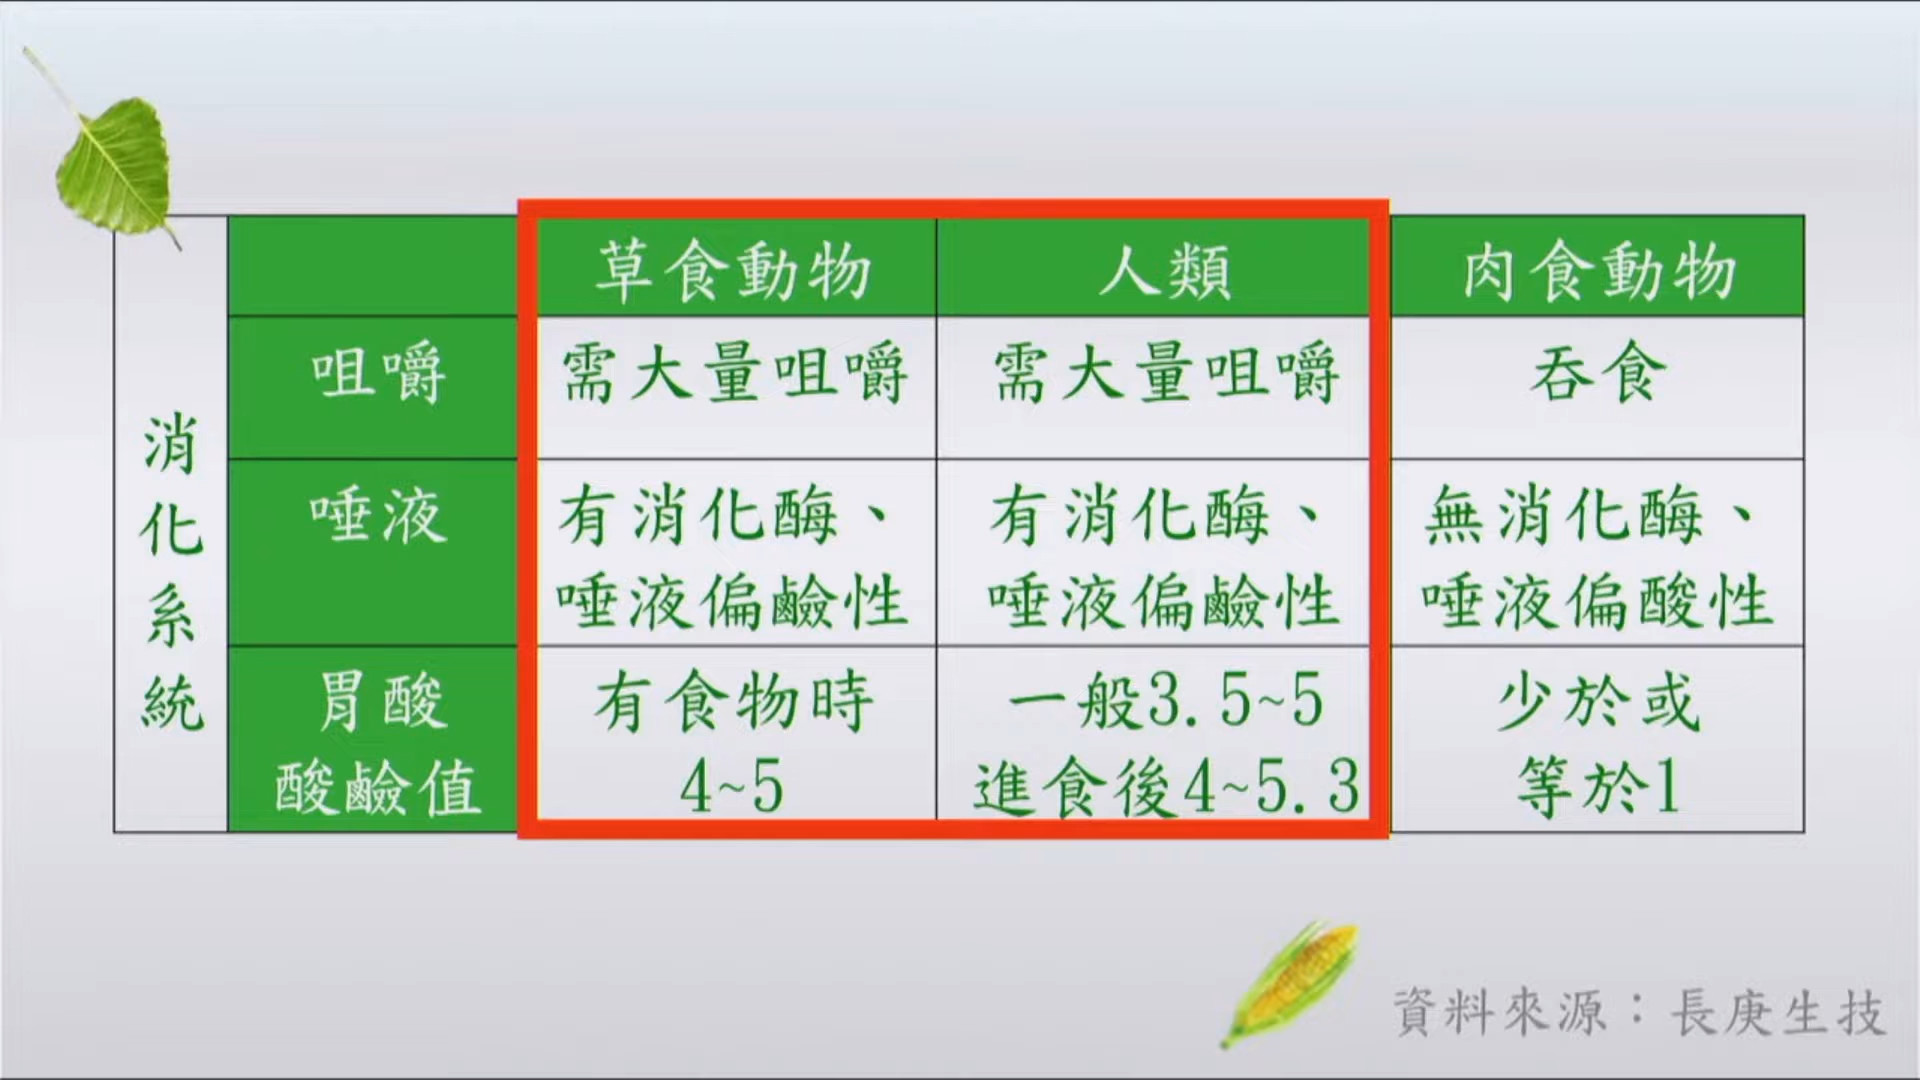 消化系統
草食動物 人類 肉食動物
咀嚼 需大量咀嚼 需大量咀嚼 吞食
唾液 有消化酶、 有消化酶、 無消化酶、
唾液偏鹼性 唾液偏鹼性 唾液偏酸性
胃酸 有食物時 一般3.5~5 少於或
酸鹼值 4~5 進食後4~5.3 等於1
資料來源：長庚生技